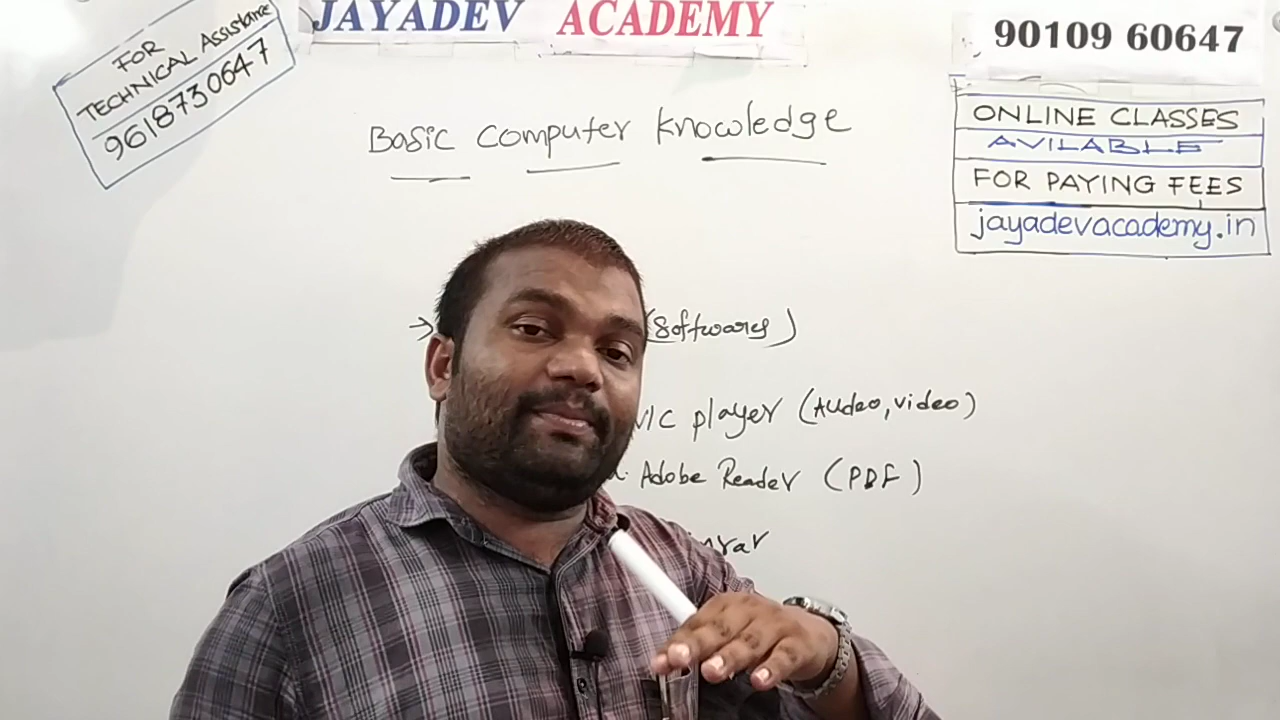 FOR
TECHNICAL Assistance
9618730647
JAYADEV ACADEMY
90109 60647
ONLINE CLASSES
AVILABLE
FOR PAYING FEES
jayadevacademy.in
Basic Computer Knowledge
→ (Softwares)
VLC player (Audeo, video)
Adobe Reader (PDF)